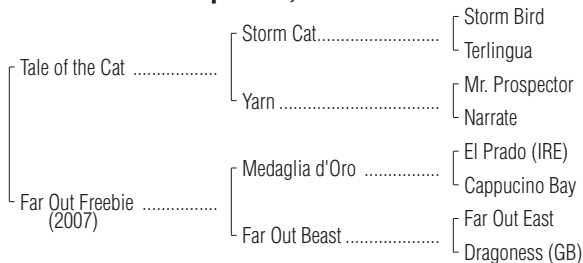 Storm Bird
Storm Cat..................
Terlingua
Tale of the Cat ..................
Mr. Prospector
Yarn ..................................
Narrate
El Prado (IRE)
Medaglia d'Oro ................
Cappucino Bay
Far Out Freebie ................
(2007)
Far Out East
Far Out Beast ....................
Dragoness (GB)